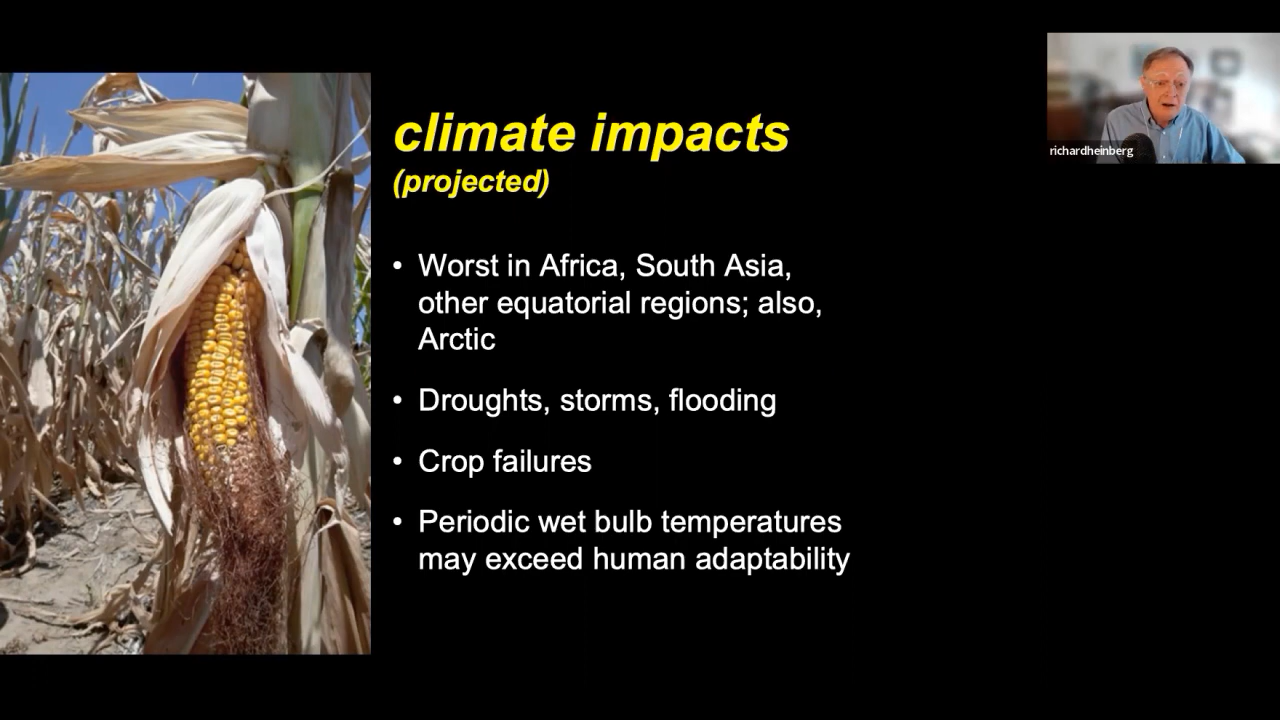 climate impacts
(projected)
• Worst in Africa, South Asia,
other equatorial regions; also,
Arctic
• Droughts, storms, flooding
• Crop failures
• Periodic wet bulb temperatures
may exceed human adaptability
richardheinberg